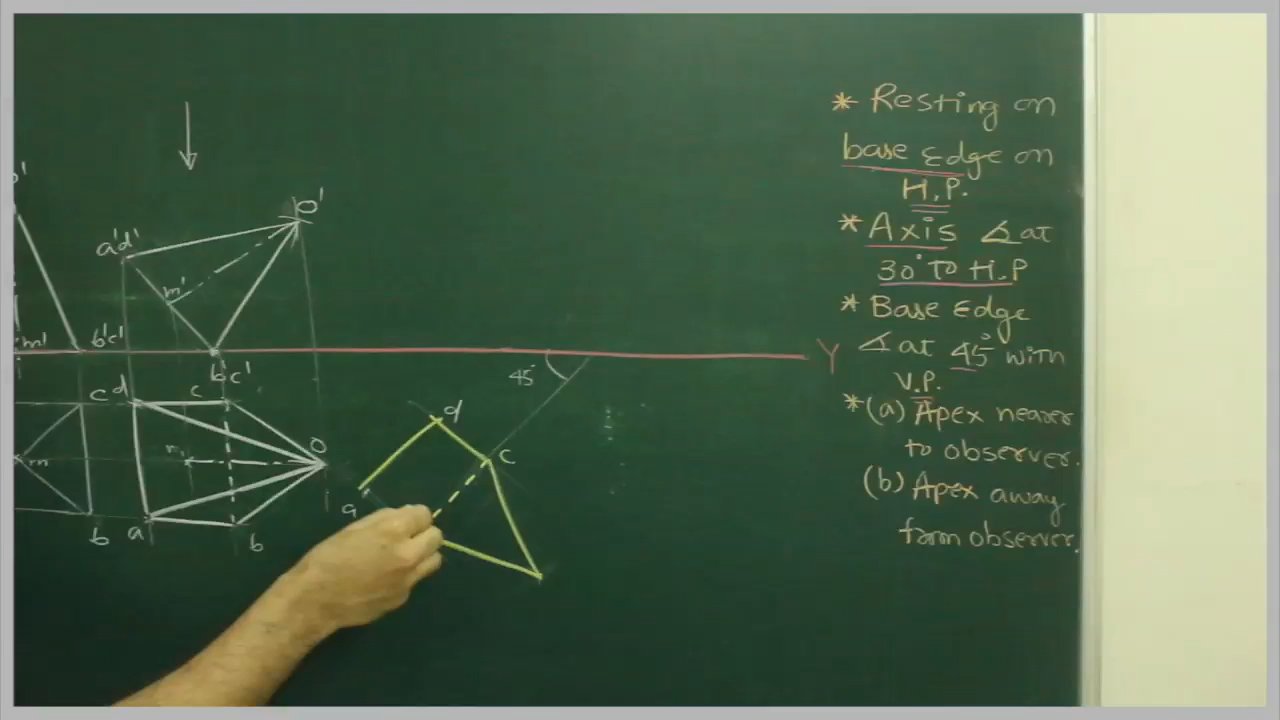 * Resting on
base Edge on
H.P.
* Axis ∡ at
30° To H.P
* Base Edge
∡ at 45° with
V.P.
*(a) Apex nearer
to observer.
(b) Apex away
form observer.
o'
a'd'
m'
m'
b'c'
b'c'
Y
45°
c
d
c
d
c
o
m
m
a
a
b
b